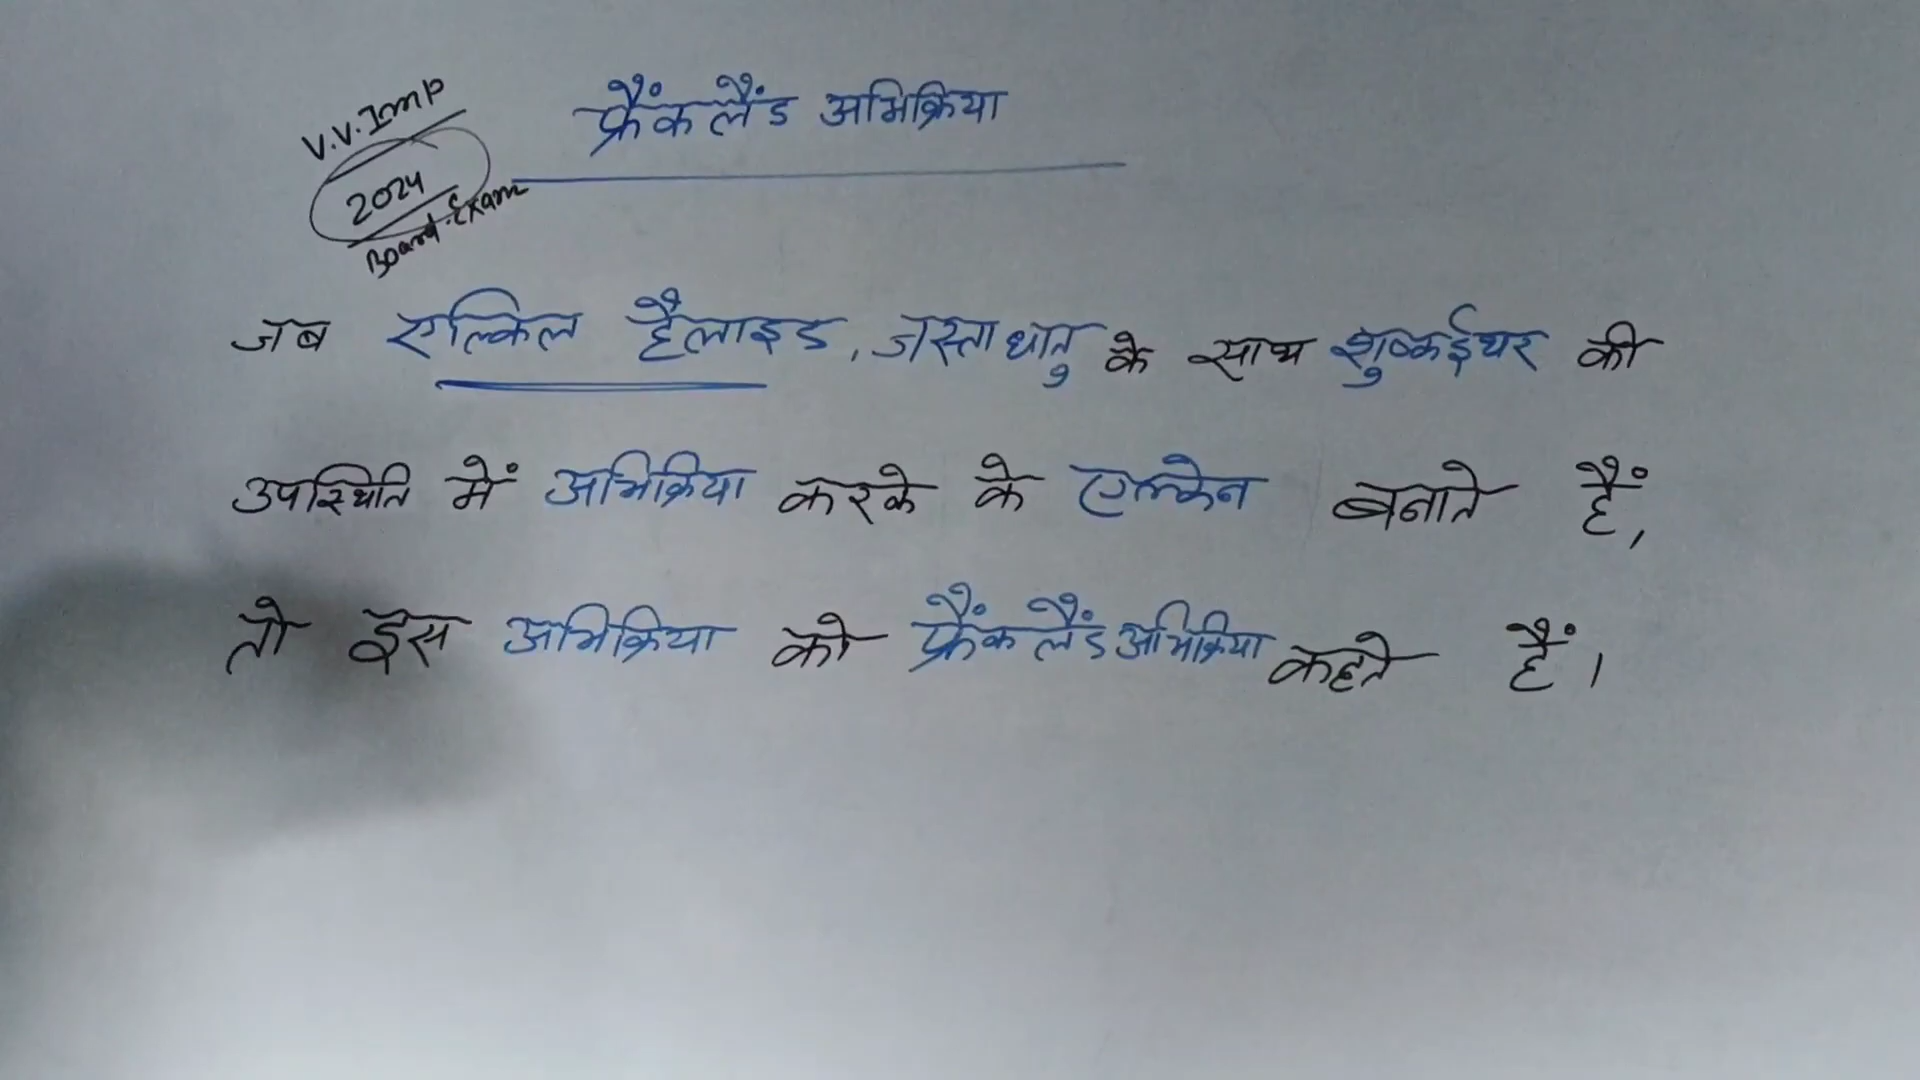 V.V.Imp
2024
Board.Exam
फ्रैंकलैंड अभिक्रिया
जब एल्किल हैलाइड, जस्ता धातु के साथ शुष्क ईथर की
उपस्थिति में अभिक्रिया करके के एल्केन बनाते हैं,
तो इस अभिक्रिया को फ्रैंकलैंड अभिक्रिया कहते हैं।